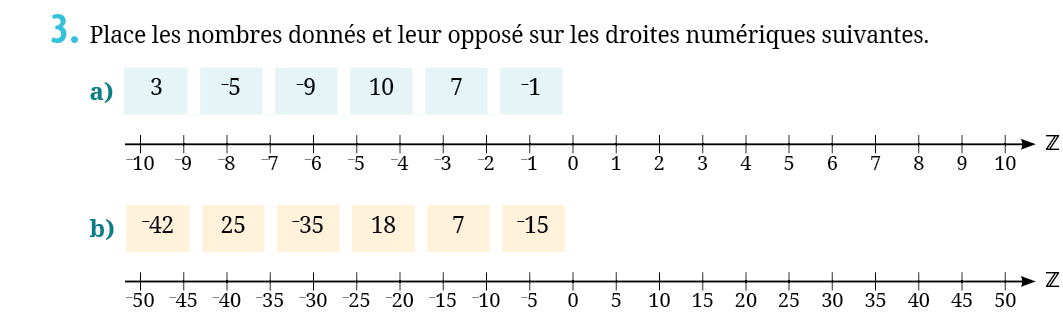 3. Place les nombres donnés et leur opposé sur les droites numériques suivantes.
a) 3 ⁻5 ⁻9 10 7 ⁻1
⁻10 ⁻9 ⁻8 ⁻7 ⁻6 ⁻5 ⁻4 ⁻3 ⁻2 ⁻1 0 1 2 3 4 5 6 7 8 9 10 ℤ
b) ⁻42 25 ⁻35 18 7 ⁻15
⁻50 ⁻45 ⁻40 ⁻35 ⁻30 ⁻25 ⁻20 ⁻15 ⁻10 ⁻5 0 5 10 15 20 25 30 35 40 45 50 ℤ